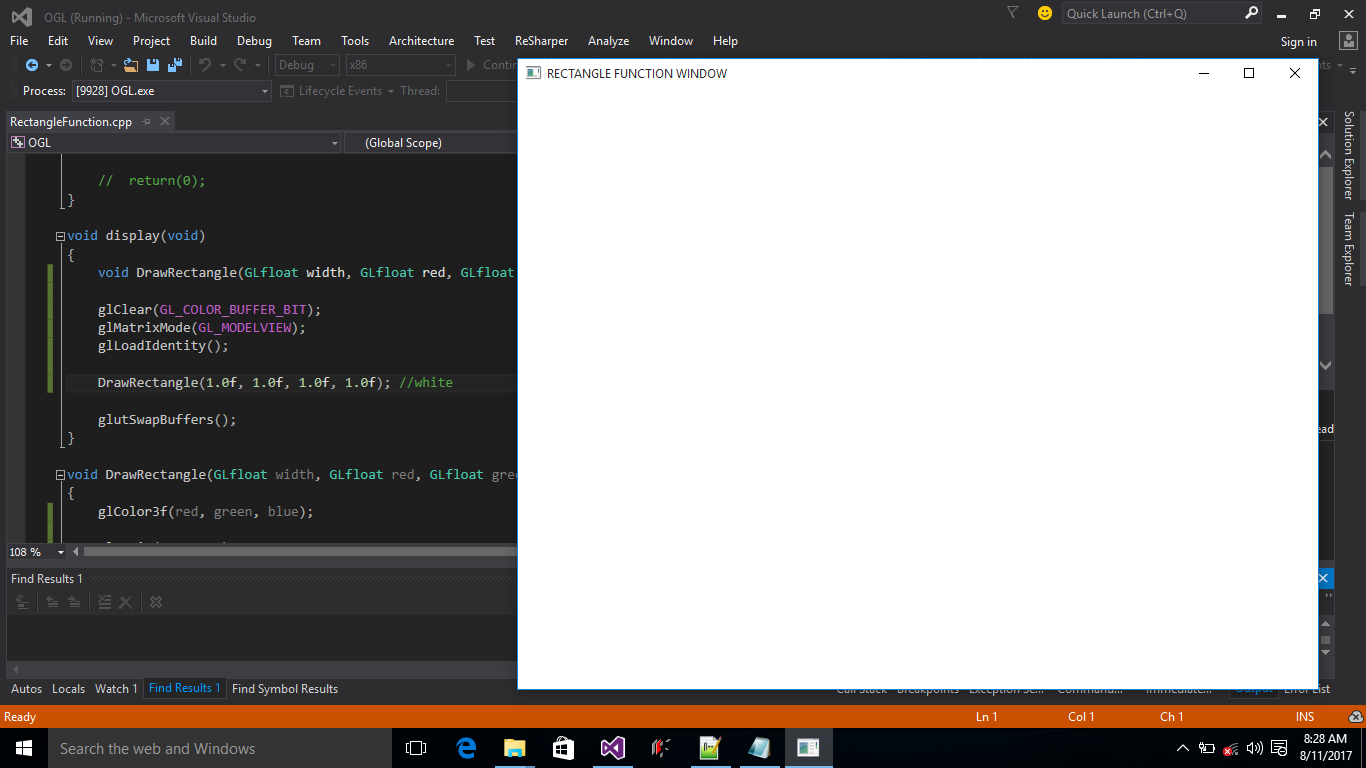 OGL (Running) - Microsoft Visual Studio
Quick Launch (Ctrl+Q)
File Edit View Project Build Debug Team Tools Architecture Test ReSharper Analyze Window Help
Sign in
Debug x86
Process: [9928] OGL.exe Lifecycle Events Thread:
RECTANGLE FUNCTION WINDOW
RectangleFunction.cpp
OGL (Global Scope)
// return(0);
}
void display(void)
{
void DrawRectangle(GLfloat width, GLfloat red, GLfloat
glClear(GL_COLOR_BUFFER_BIT);
glMatrixMode(GL_MODELVIEW);
glLoadIdentity();
DrawRectangle(1.0f, 1.0f, 1.0f, 1.0f); //white
glutSwapBuffers();
}
void DrawRectangle(GLfloat width, GLfloat red, GLfloat gree
{
glColor3f(red, green, blue);
108 %
Solution Explorer
Team Explorer
Find Results 1
Autos Locals Watch 1 Find Results 1 Find Symbol Results
Call Stack Breakpoints Exception Se... Command... Immediate... Output Error List
Ready Ln 1 Col 1 Ch 1 INS
Search the web and Windows
8:28 AM
8/11/2017